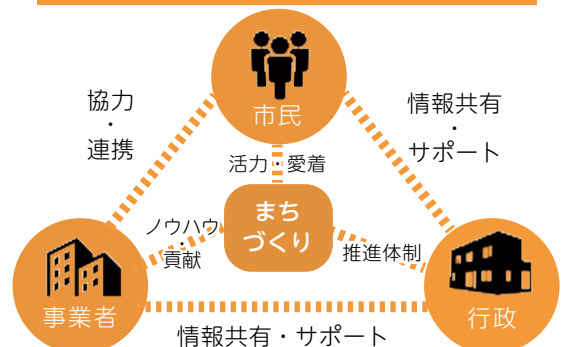 市民
協力
・
連携
情報共有
・
サポート
活力・愛着
まち
づくり
ノウハウ
・
貢献
推進体制
事業者
行政
情報共有・サポート